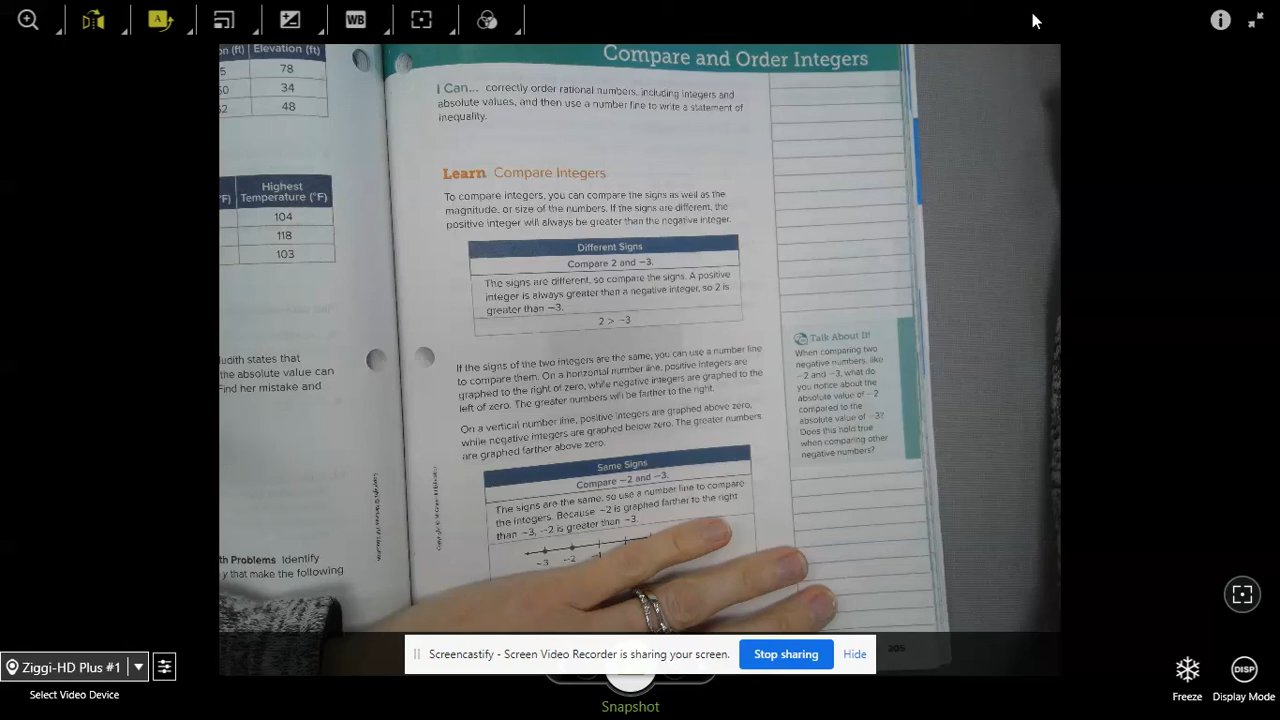 WB
on (ft) Elevation (ft)
5 78
50 34
52 48
Highest
°F) Temperature (°F)
104
118
103
udith states that
the absolute value can
Find her mistake and
th Problems Identify
y that make the following
Compare and Order Integers
I Can... correctly order rational numbers, including integers and
absolute values, and then use a number line to write a statement of
inequality.
Learn Compare Integers
To compare integers, you can compare the signs as well as the
magnitude, or size of the numbers. If the signs are different, the
positive integer will always be greater than the negative integer.
Different Signs
Compare 2 and −3.
The signs are different, so compare the signs. A positive
integer is always greater than a negative integer, so 2 is
greater than −3.
2 > −3
If the signs of the two integers are the same, you can use a number line
to compare them. On a horizontal number line, positive integers are
graphed to the right of zero, while negative integers are graphed to the
left of zero. The greater numbers will be farther to the right.
On a vertical number line, positive integers are graphed above zero,
while negative integers are graphed below zero. The greater numbers
are graphed farther above zero.
Same Signs
Compare −2 and −3.
The signs are the same, so use a number line to compare
the integers. Because −2 is graphed farther to the right
than −3, −2 is greater than −3.
−3 −2
Talk About It!
When comparing two
negative numbers, like
−2 and −3, what do
you notice about the
absolute value of −2
compared to the
absolute value of −3?
Does this hold true
when comparing other
negative numbers?
205
Screencastify - Screen Video Recorder is sharing your screen.
Stop sharing
Hide
Ziggi-HD Plus #1
Select Video Device
Snapshot
Freeze
DISP
Display Mode